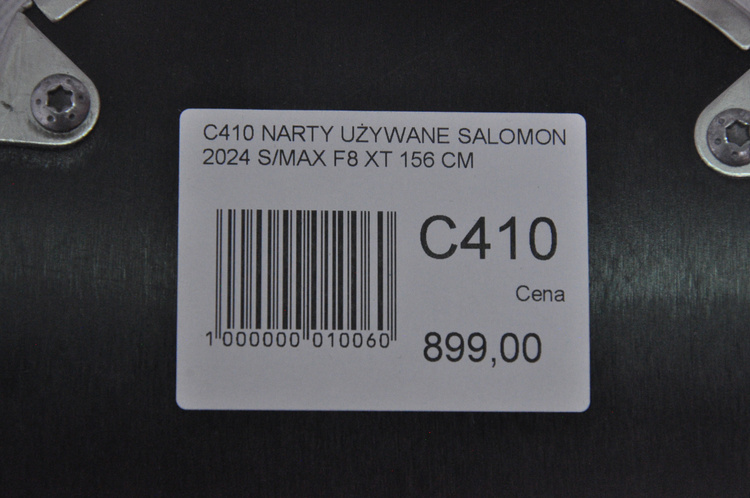 C410 NARTY UŻYWANE SALOMON
2024 S/MAX F8 XT 156 CM
C410
Cena
1 000000 010060
899,00